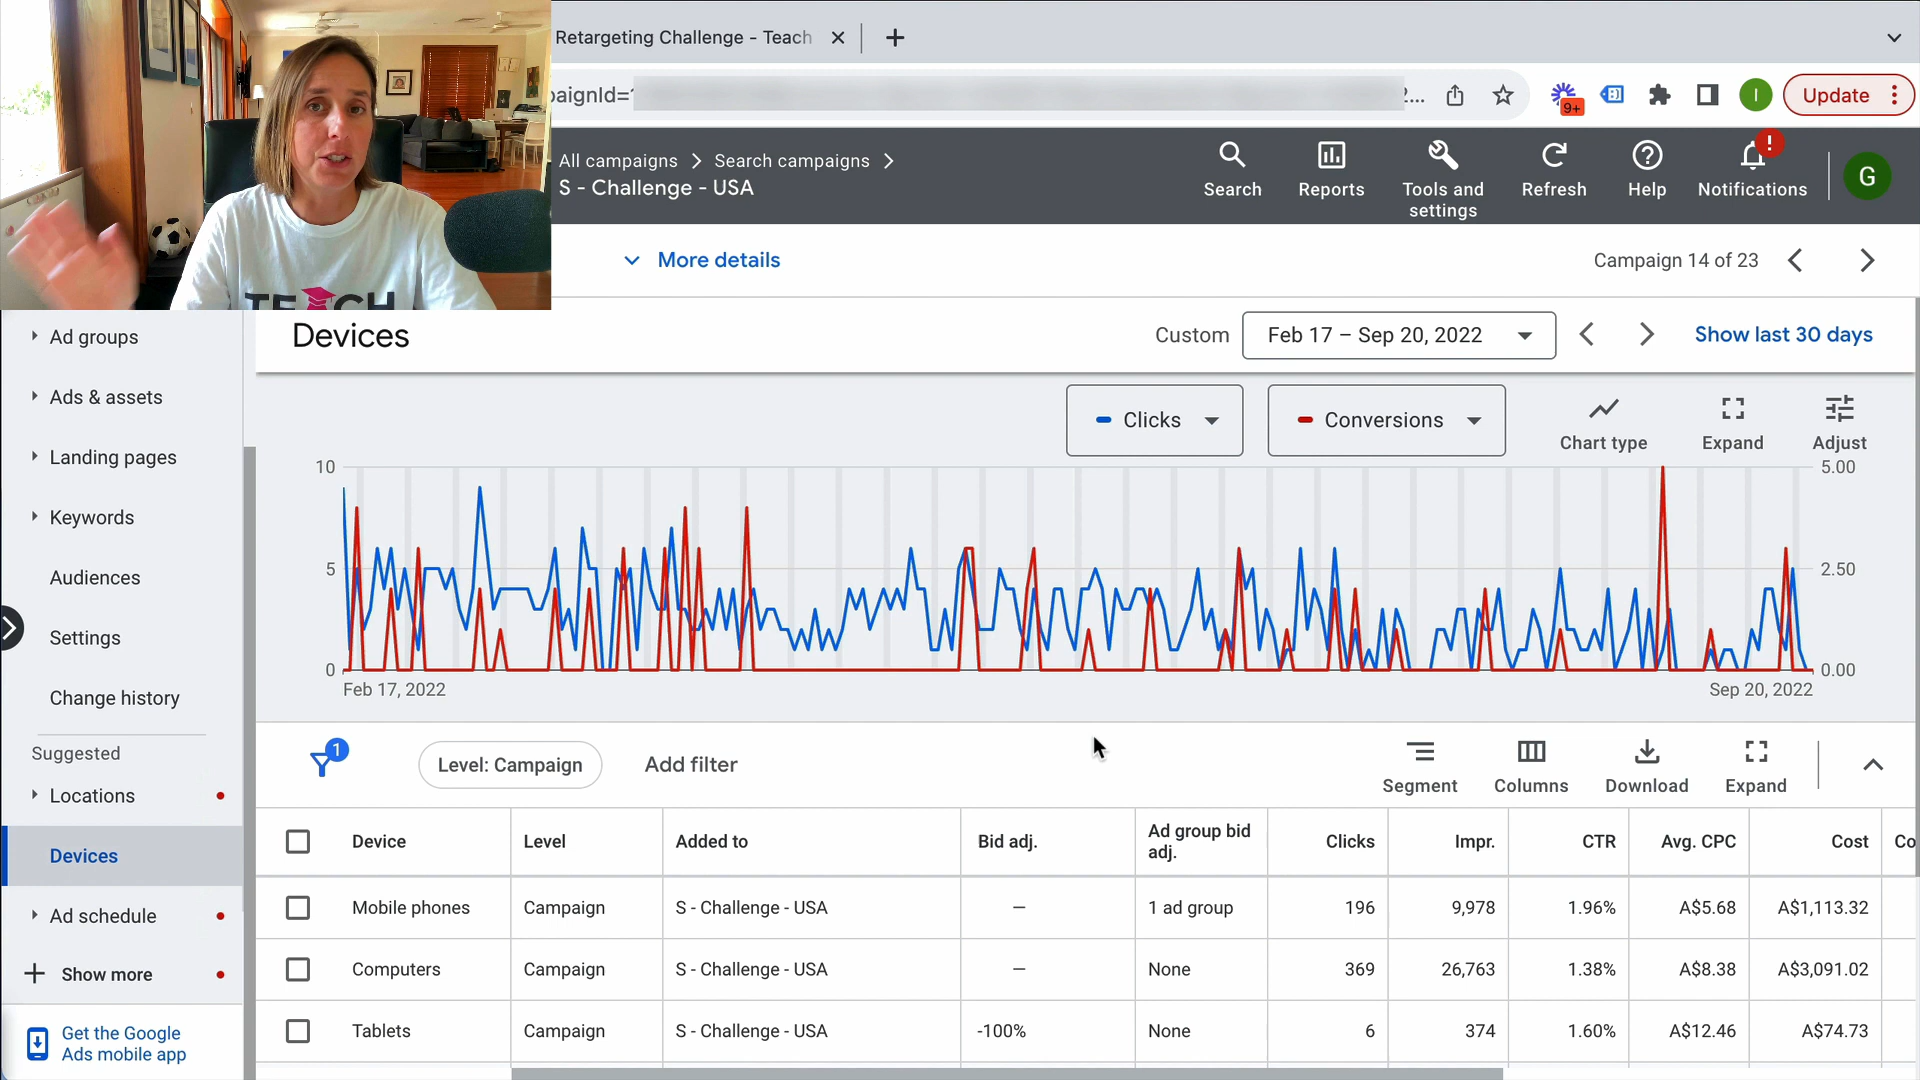 Retargeting Challenge - Teach
paignId=
...
9+
I
Update
All campaigns
Search campaigns
S - Challenge - USA
Search
Reports
Tools and
settings
Refresh
Help
!
Notifications
G
TEACH
More details
Campaign 14 of 23
Ad groups
Ads & assets
Landing pages
Keywords
Audiences
Settings
Change history
Suggested
Locations
Devices
Ad schedule
Show more
Get the Google
Ads mobile app
Devices
Custom
Feb 17 – Sep 20, 2022
Show last 30 days
Clicks
Conversions
Chart type
Expand
Adjust
10
5
0
5.00
2.50
0.00
Feb 17, 2022
Sep 20, 2022
1
Level: Campaign
Add filter
Segment
Columns
Download
Expand
Device Level Added to Bid adj. Ad group bid adj. Clicks Impr. CTR Avg. CPC Cost Co
Mobile phones Campaign S - Challenge - USA — 1 ad group 196 9,978 1.96% A$5.68 A$1,113.32
Computers Campaign S - Challenge - USA — None 369 26,763 1.38% A$8.38 A$3,091.02
Tablets Campaign S - Challenge - USA -100% None 6 374 1.60% A$12.46 A$74.73